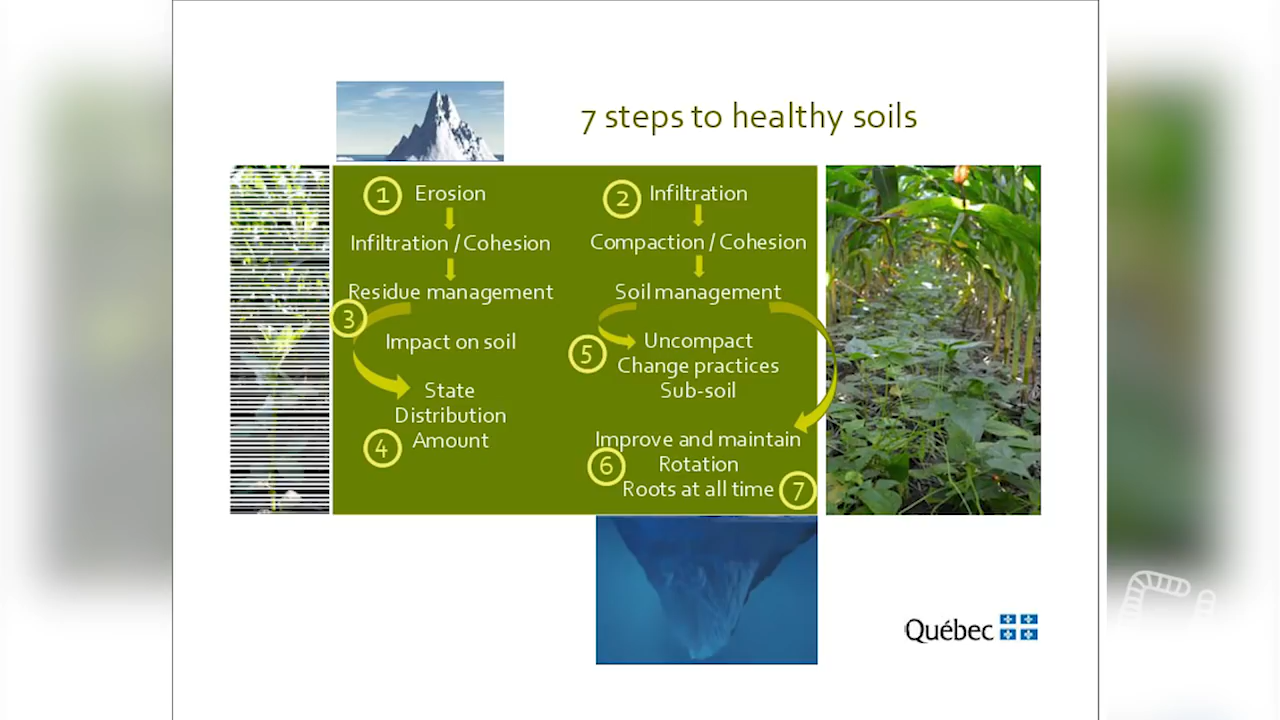 7 steps to healthy soils
1 Erosion
Infiltration / Cohesion
Residue management
3
Impact on soil
State
Distribution
4 Amount
2 Infiltration
Compaction / Cohesion
Soil management
5 Uncompact
Change practices
Sub-soil
Improve and maintain
6 Rotation
Roots at all time 7
Québec